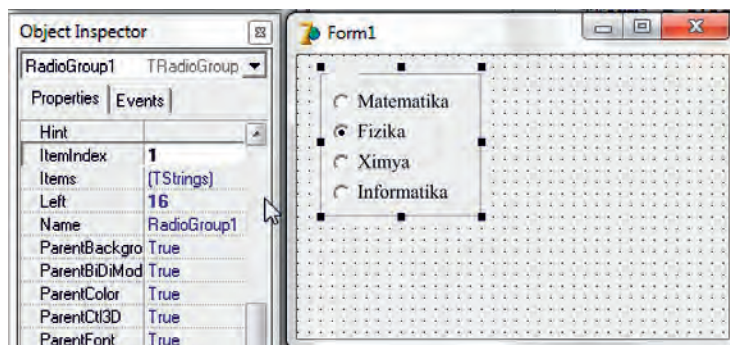 Object Inspector
RadioGroup1 TRadioGroup
Properties Events
Hint
ItemIndex 1
Items (TStrings)
Left 16
Name RadioGroup1
ParentBackgro True
ParentBiDiMod True
ParentColor True
ParentCtl3D True
ParentFont True
Form1
Matematika
Fizika
Ximya
Informatika